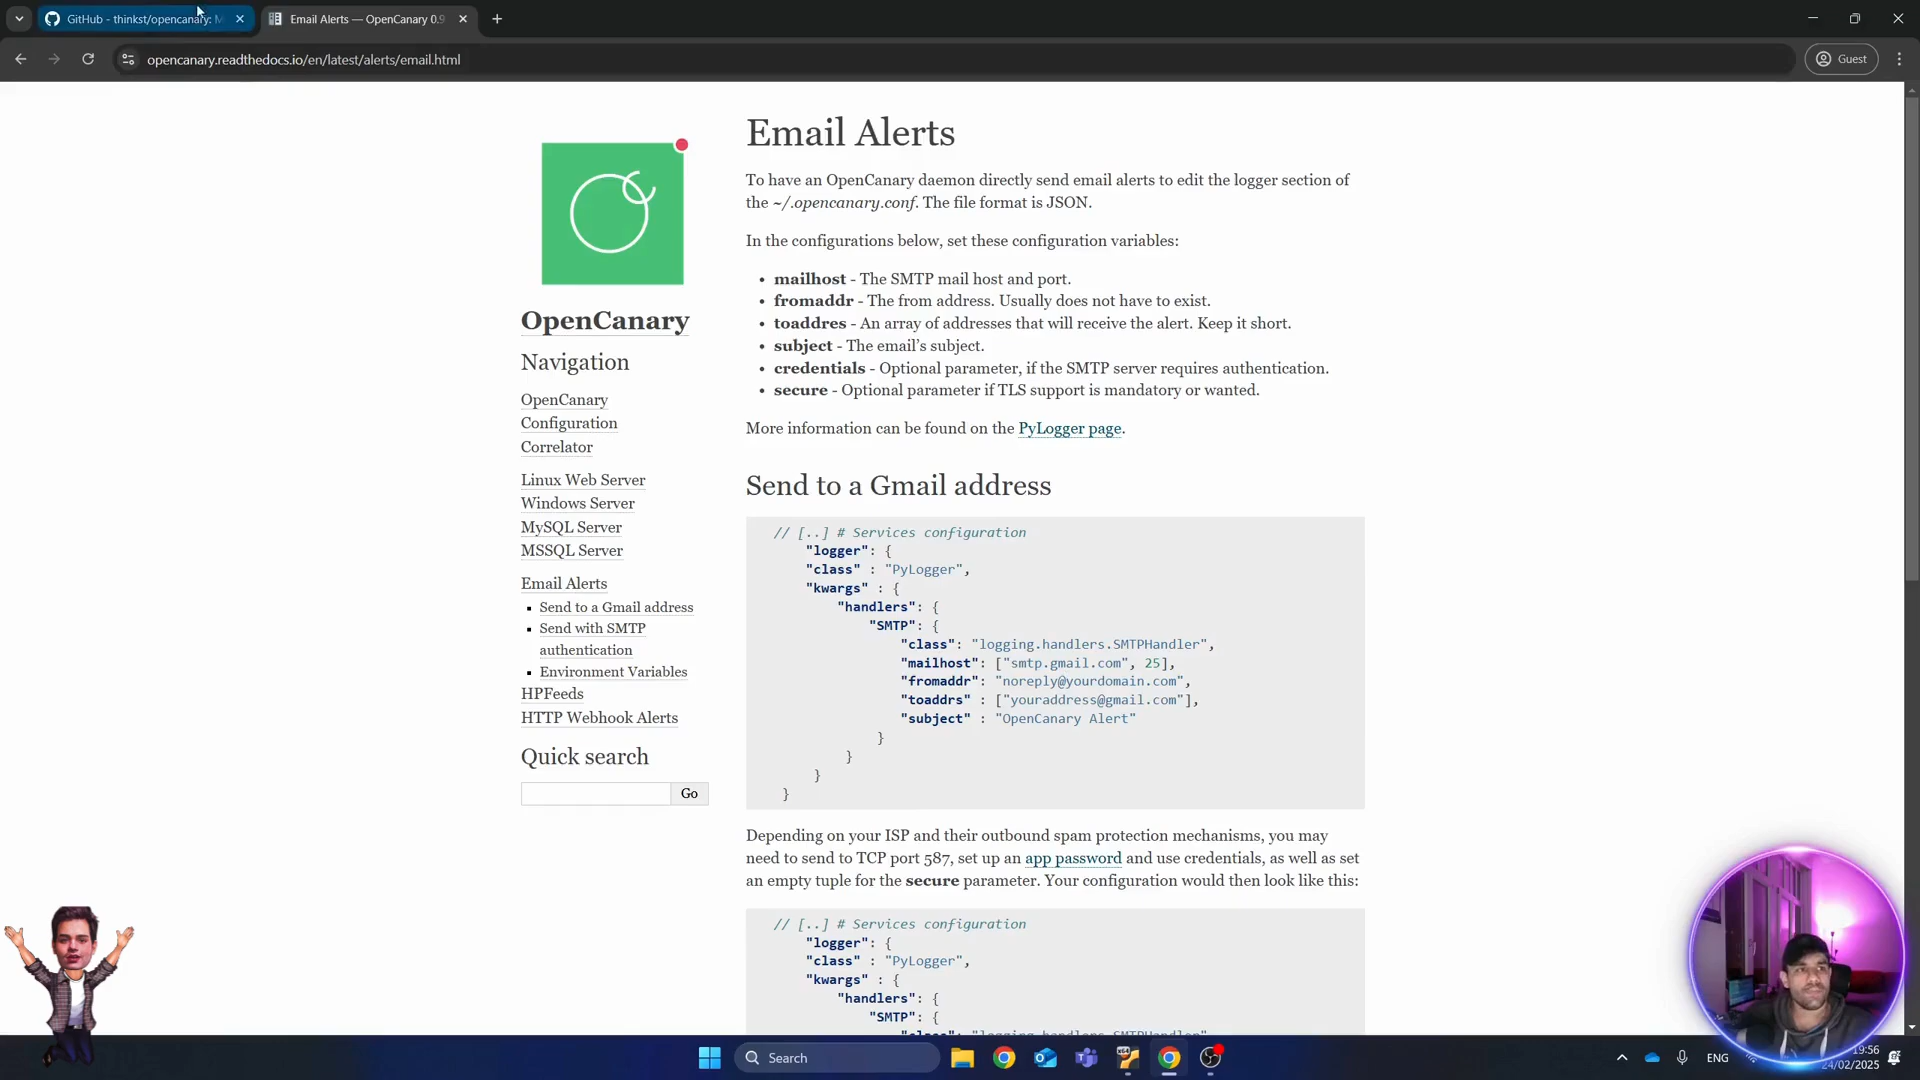 GitHub - thinkst/opencanary: M
Email Alerts — OpenCanary 0.9
opencanary.readthedocs.io/en/latest/alerts/email.html
Guest
OpenCanary
Navigation
OpenCanary
Configuration
Correlator
Linux Web Server
Windows Server
MySQL Server
MSSQL Server
Email Alerts
Send to a Gmail address
Send with SMTP
authentication
Environment Variables
HPFeeds
HTTP Webhook Alerts
Quick search
Go
Email Alerts
To have an OpenCanary daemon directly send email alerts to edit the logger section of
the ~/.opencanary.conf. The file format is JSON.
In the configurations below, set these configuration variables:
• mailhost - The SMTP mail host and port.
• fromaddr - The from address. Usually does not have to exist.
• toaddres - An array of addresses that will receive the alert. Keep it short.
• subject - The email’s subject.
• credentials - Optional parameter, if the SMTP server requires authentication.
• secure - Optional parameter if TLS support is mandatory or wanted.
More information can be found on the PyLogger page.
Send to a Gmail address
// [..] # Services configuration
"logger": {
"class" : "PyLogger",
"kwargs" : {
"handlers": {
"SMTP": {
"class": "logging.handlers.SMTPHandler",
"mailhost": ["smtp.gmail.com", 25],
"fromaddr": "noreply@yourdomain.com",
"toaddrs" : ["youraddress@gmail.com"],
"subject" : "OpenCanary Alert"
}
}
}
}
Depending on your ISP and their outbound spam protection mechanisms, you may
need to send to TCP port 587, set up an app password and use credentials, as well as set
an empty tuple for the secure parameter. Your configuration would then look like this:
// [..] # Services configuration
"logger": {
"class" : "PyLogger",
"kwargs" : {
"handlers": {
"SMTP": {
"class": "logging.handlers.SMTPHandler",
Search
ENG
19:56
24/02/2025